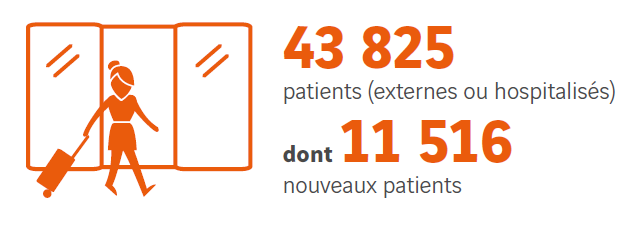 43 825
patients (externes ou hospitalisés)
dont 11 516
nouveaux patients